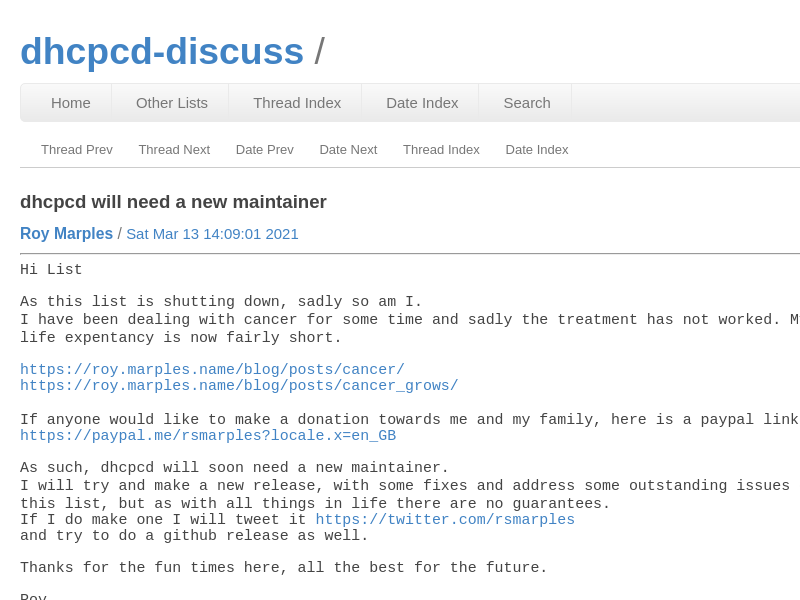 dhcpcd-discuss /
Home Other Lists Thread Index Date Index Search
Thread Prev Thread Next Date Prev Date Next Thread Index Date Index
dhcpcd will need a new maintainer
Roy Marples / Sat Mar 13 14:09:01 2021
Hi List
As this list is shutting down, sadly so am I.
I have been dealing with cancer for some time and sadly the treatment has not worked.
life expentancy is now fairly short.
https://roy.marples.name/blog/posts/cancer/
https://roy.marples.name/blog/posts/cancer_grows/
If anyone would like to make a donation towards me and my family, here is a paypal link
https://paypal.me/rsmarples?locale.x=en_GB
As such, dhcpcd will soon need a new maintainer.
I will try and make a new release, with some fixes and address some outstanding issues
this list, but as with all things in life there are no guarantees.
If I do make one I will tweet it https://twitter.com/rsmarples
and try to do a github release as well.
Thanks for the fun times here, all the best for the future.
Roy